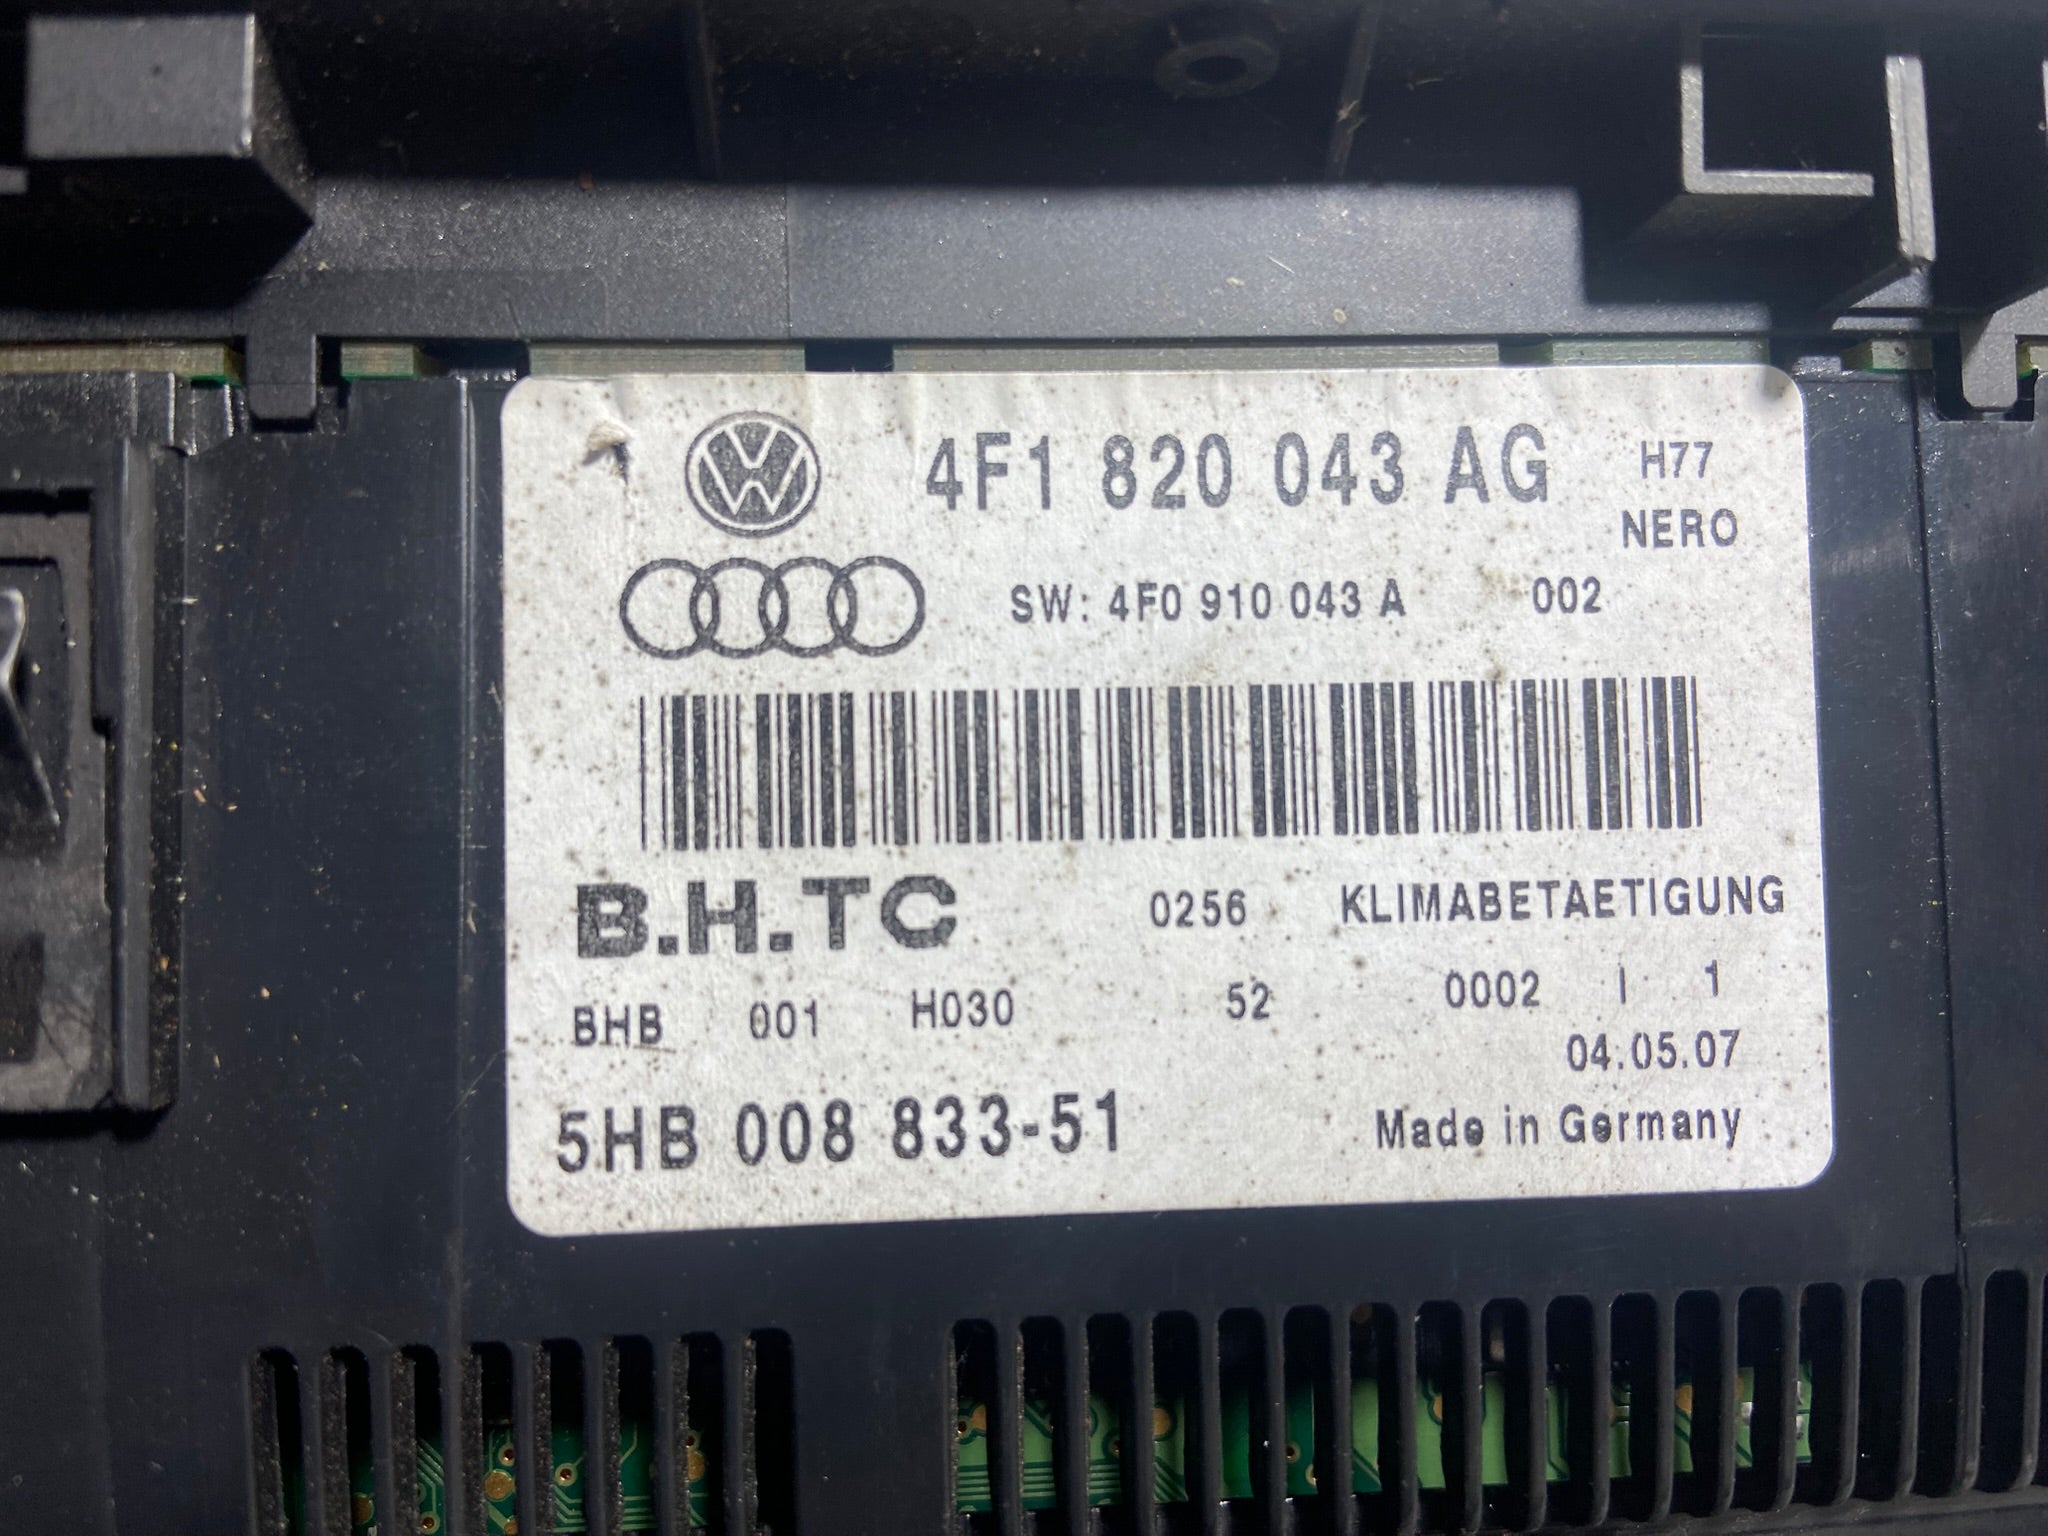 4F1 820 043 AG H77
NERO
SW: 4F0 910 043 A 002
B.H.TC 0256 KLIMABETAETIGUNG
BHB 001 H030 52 0002 I 1
04.05.07
5HB 008 833-51 Made in Germany